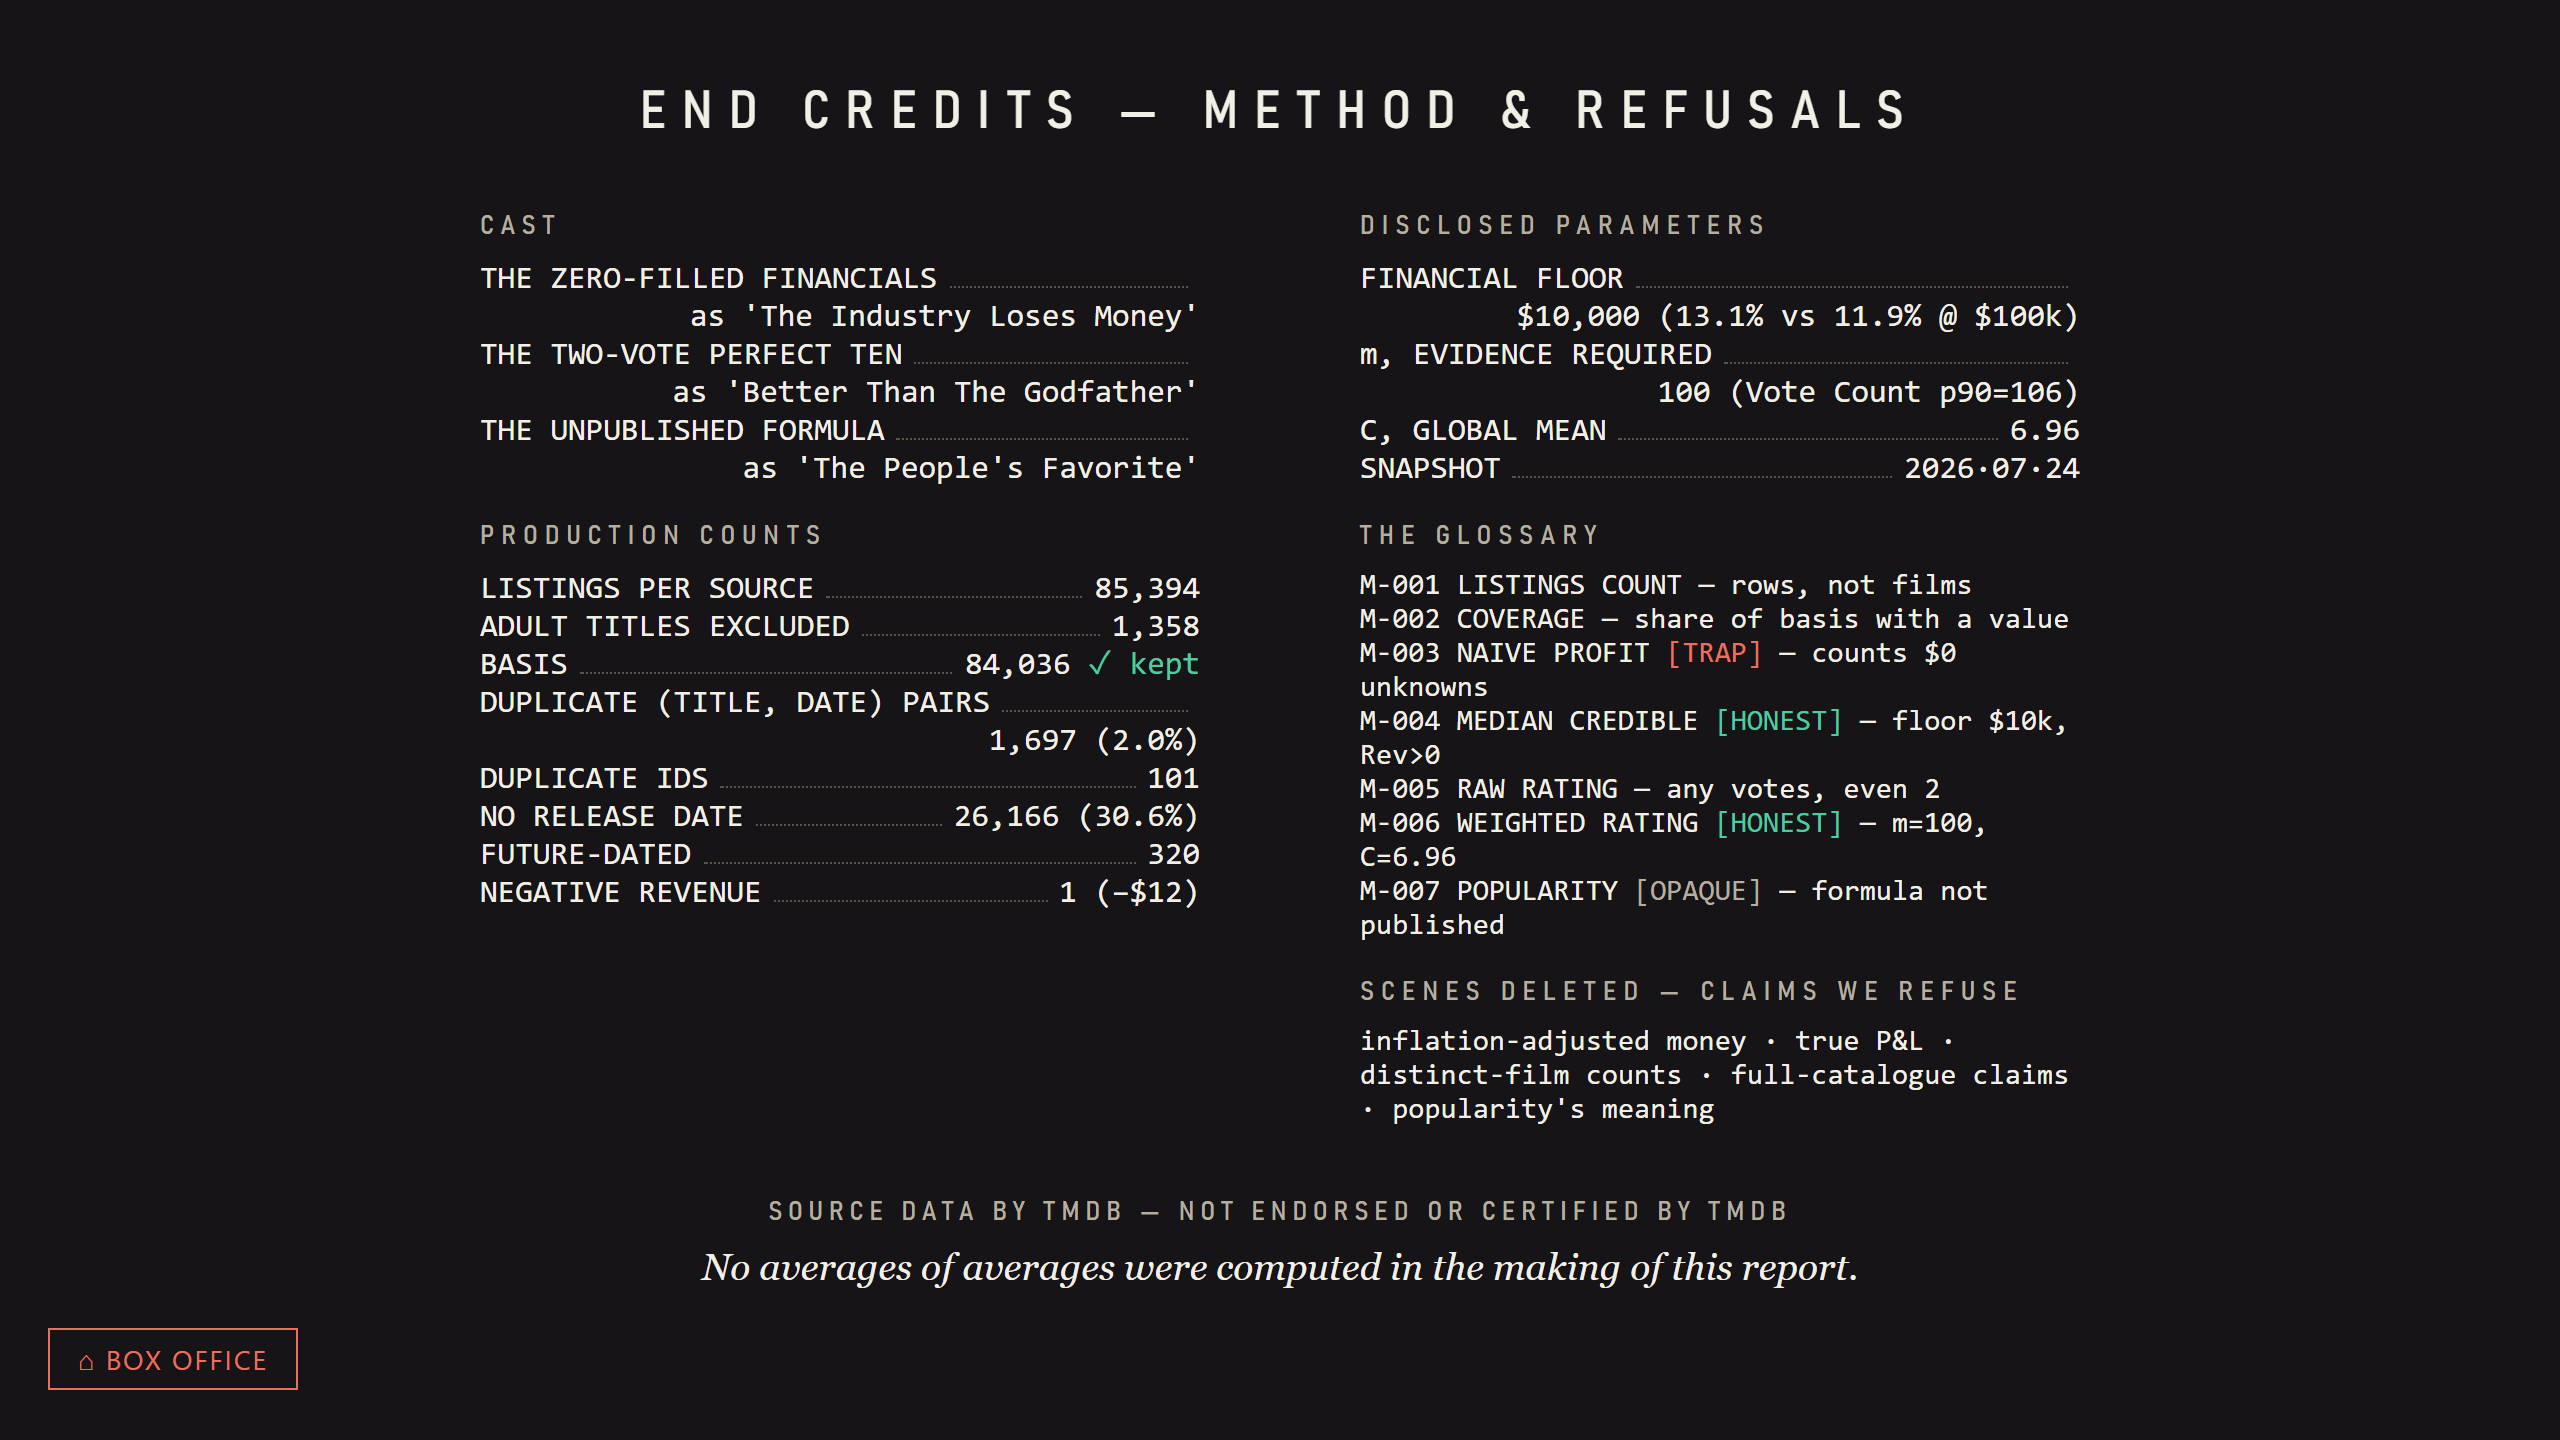 END CREDITS — METHOD & REFUSALS
CAST
THE ZERO-FILLED FINANCIALS
as 'The Industry Loses Money'
THE TWO-VOTE PERFECT TEN
as 'Better Than The Godfather'
THE UNPUBLISHED FORMULA
as 'The People's Favorite'
PRODUCTION COUNTS
LISTINGS PER SOURCE 85,394
ADULT TITLES EXCLUDED 1,358
BASIS 84,036 ✓ kept
DUPLICATE (TITLE, DATE) PAIRS
1,697 (2.0%)
DUPLICATE IDS 101
NO RELEASE DATE 26,166 (30.6%)
FUTURE-DATED 320
NEGATIVE REVENUE 1 (−$12)
DISCLOSED PARAMETERS
FINANCIAL FLOOR
$10,000 (13.1% vs 11.9% @ $100k)
m, EVIDENCE REQUIRED
100 (Vote Count p90=106)
C, GLOBAL MEAN 6.96
SNAPSHOT 2026·07·24
THE GLOSSARY
M-001 LISTINGS COUNT — rows, not films
M-002 COVERAGE — share of basis with a value
M-003 NAIVE PROFIT [TRAP] — counts $0
unknowns
M-004 MEDIAN CREDIBLE [HONEST] — floor $10k,
Rev>0
M-005 RAW RATING — any votes, even 2
M-006 WEIGHTED RATING [HONEST] — m=100,
C=6.96
M-007 POPULARITY [OPAQUE] — formula not
published
SCENES DELETED — CLAIMS WE REFUSE
inflation-adjusted money · true P&L ·
distinct-film counts · full-catalogue claims
· popularity's meaning
SOURCE DATA BY TMDB — NOT ENDORSED OR CERTIFIED BY TMDB
No averages of averages were computed in the making of this report.
⌂ BOX OFFICE